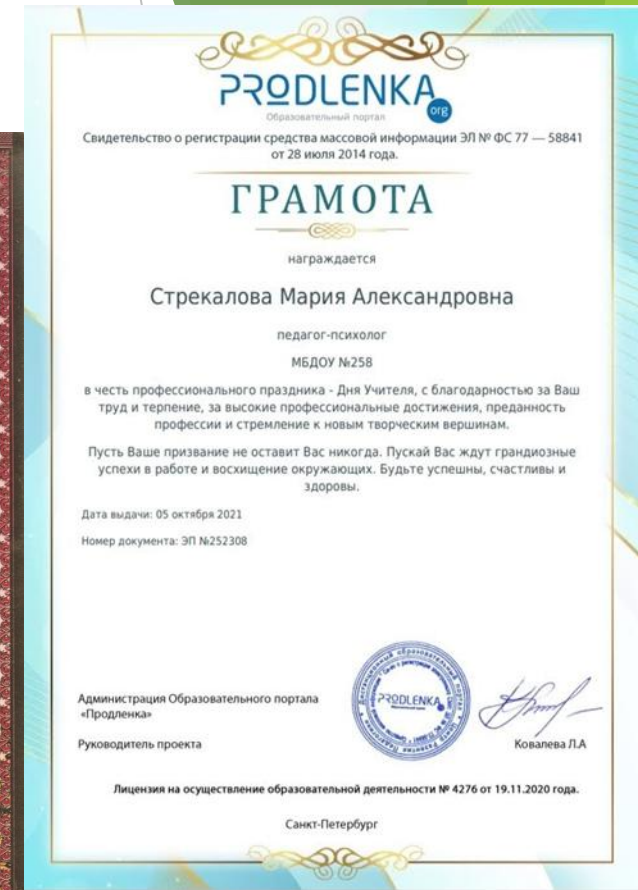 PRODLENKA
org
Образовательный портал
Свидетельство о регистрации средства массовой информации ЭЛ № ФС 77 — 58841
от 28 июля 2014 года.
ГРАМОТА
награждается
Стрекалова Мария Александровна
педагог-психолог
МБДОУ №258
в честь профессионального праздника - Дня Учителя, с благодарностью за Ваш
труд и терпение, за высокие профессиональные достижения, преданность
профессии и стремление к новым творческим вершинам.
Пусть Ваше призвание не оставит Вас никогда. Пускай Вас ждут грандиозные
успехи в работе и восхищение окружающих. Будьте успешны, счастливы и
здоровы.
Дата выдачи: 05 октября 2021
Номер документа: ЭП №252308
Администрация Образовательного портала
«Продленка»
PRODLENKA
Руководитель проекта
Ковалева Л.А
Лицензия на осуществление образовательной деятельности № 4276 от 19.11.2020 года.
Санкт-Петербург